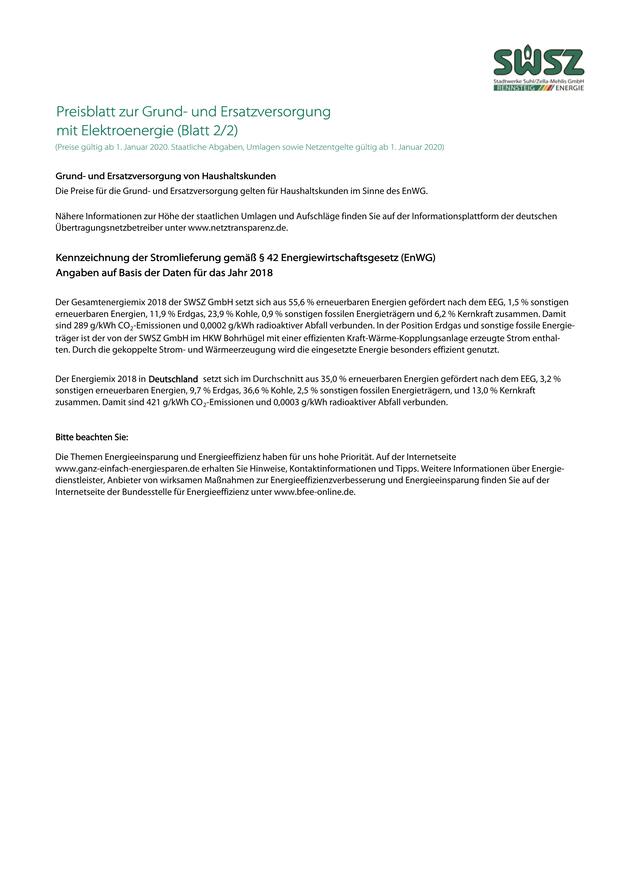 SWSZ
Stadtwerke Suhl/Zella-Mehlis GmbH
RENNSTEIG ENERGIE
Preisblatt zur Grund- und Ersatzversorgung
mit Elektroenergie (Blatt 2/2)
(Preise gültig ab 1. Januar 2020. Staatliche Abgaben, Umlagen sowie Netzentgelte gültig ab 1. Januar 2020)
Grund- und Ersatzversorgung von Haushaltskunden
Die Preise für die Grund- und Ersatzversorgung gelten für Haushaltskunden im Sinne des EnWG.
Nähere Informationen zur Höhe der staatlichen Umlagen und Aufschläge finden Sie auf der Informationsplattform der deutschen
Übertragungsnetzbetreiber unter www.netztransparenz.de.
Kennzeichnung der Stromlieferung gemäß § 42 Energiewirtschaftsgesetz (EnWG)
Angaben auf Basis der Daten für das Jahr 2018
Der Gesamtenergiemix 2018 der SWSZ GmbH setzt sich aus 55,6 % erneuerbaren Energien gefördert nach dem EEG, 1,5 % sonstigen
erneuerbaren Energien, 11,9 % Erdgas, 23,9 % Kohle, 0,9 % sonstigen fossilen Energieträgern und 6,2 % Kernkraft zusammen. Damit
sind 289 g/kWh CO₂-Emissionen und 0,0002 g/kWh radioaktiver Abfall verbunden. In der Position Erdgas und sonstige fossile Energie-
träger ist der von der SWSZ GmbH im HKW Bohrhügel mit einer effizienten Kraft-Wärme-Kopplungsanlage erzeugte Strom enthal-
ten. Durch die gekoppelte Strom- und Wärmeerzeugung wird die eingesetzte Energie besonders effizient genutzt.
Der Energiemix 2018 in Deutschland setzt sich im Durchschnitt aus 35,0 % erneuerbaren Energien gefördert nach dem EEG, 3,2 %
sonstigen erneuerbaren Energien, 9,7 % Erdgas, 36,6 % Kohle, 2,5 % sonstigen fossilen Energieträgern, und 13,0 % Kernkraft
zusammen. Damit sind 421 g/kWh CO₂-Emissionen und 0,0003 g/kWh radioaktiver Abfall verbunden.
Bitte beachten Sie:
Die Themen Energieeinsparung und Energieeffizienz haben für uns hohe Priorität. Auf der Internetseite
www.ganz-einfach-energiesparen.de erhalten Sie Hinweise, Kontaktinformationen und Tipps. Weitere Informationen über Energie-
dienstleister, Anbieter von wirksamen Maßnahmen zur Energieeffizienzverbesserung und Energieeinsparung finden Sie auf der
Internetseite der Bundesstelle für Energieeffizienz unter www.bfee-online.de.